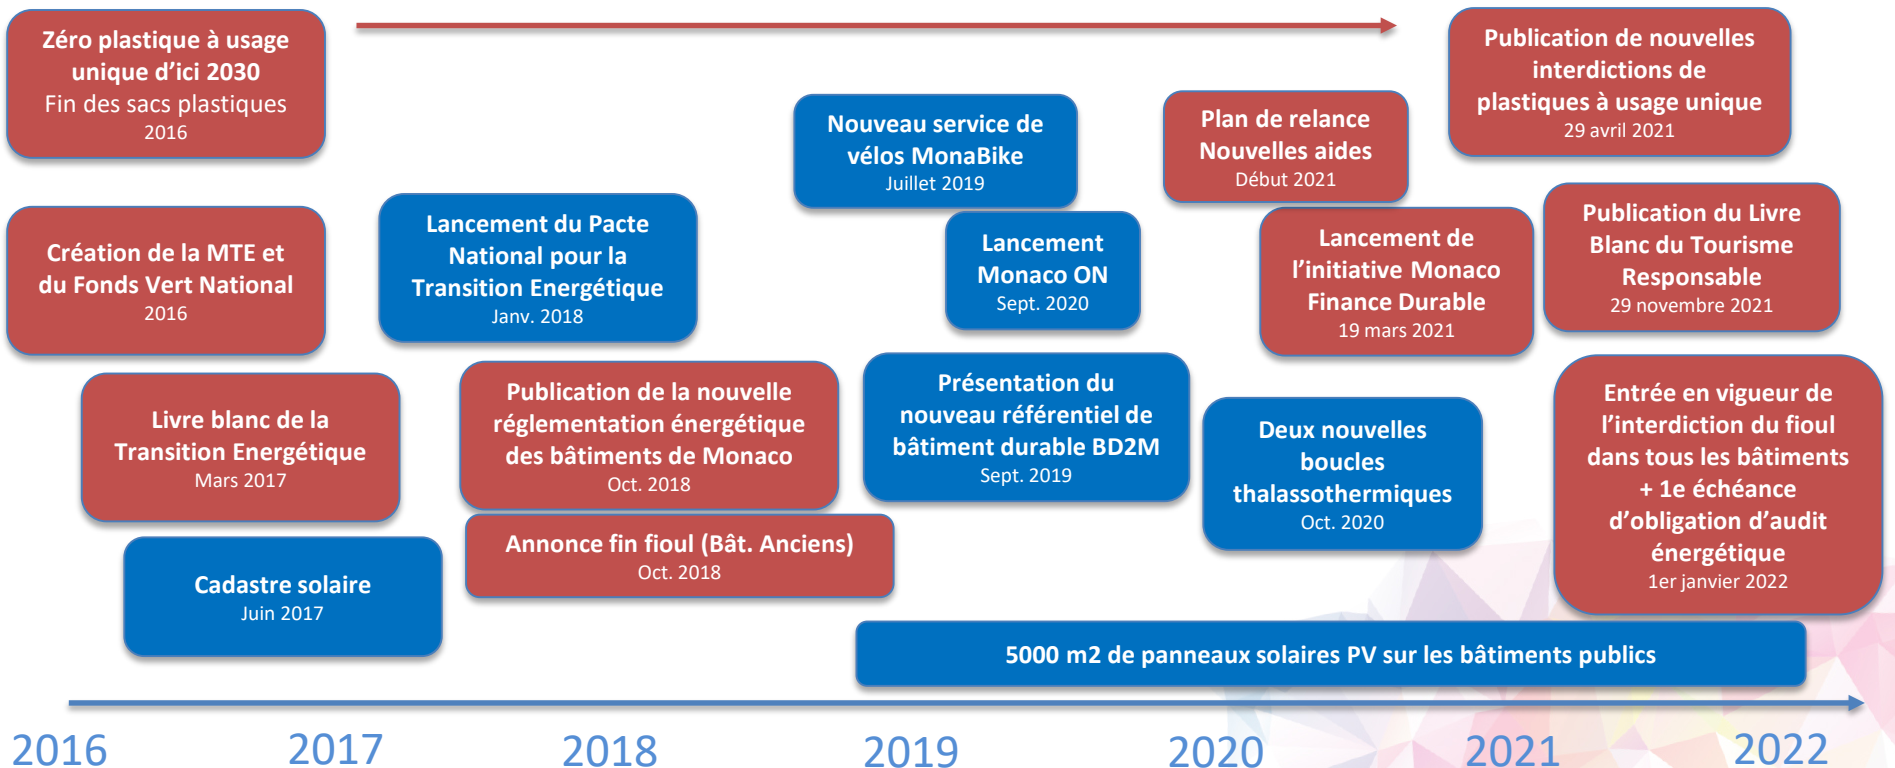 Zéro plastique à usage
unique d’ici 2030
Fin des sacs plastiques
2016
Publication de nouvelles
interdictions de
plastiques à usage unique
29 avril 2021
Nouveau service de
vélos MonaBike
Juillet 2019
Plan de relance
Nouvelles aides
Début 2021
Création de la MTE et
du Fonds Vert National
2016
Lancement du Pacte
National pour la
Transition Energétique
Janv. 2018
Lancement
Monaco ON
Sept. 2020
Lancement de
l’initiative Monaco
Finance Durable
19 mars 2021
Publication du Livre
Blanc du Tourisme
Responsable
29 novembre 2021
Livre blanc de la
Transition Energétique
Mars 2017
Publication de la nouvelle
réglementation énergétique
des bâtiments de Monaco
Oct. 2018
Présentation du
nouveau référentiel de
bâtiment durable BD2M
Sept. 2019
Deux nouvelles
boucles
thalassothermiques
Oct. 2020
Entrée en vigueur de
l’interdiction du fioul
dans tous les bâtiments
+ 1e échéance
d’obligation d’audit
énergétique
1er janvier 2022
Annonce fin fioul (Bât. Anciens)
Oct. 2018
Cadastre solaire
Juin 2017
5000 m2 de panneaux solaires PV sur les bâtiments publics
2016
2017
2018
2019
2020
2021
2022